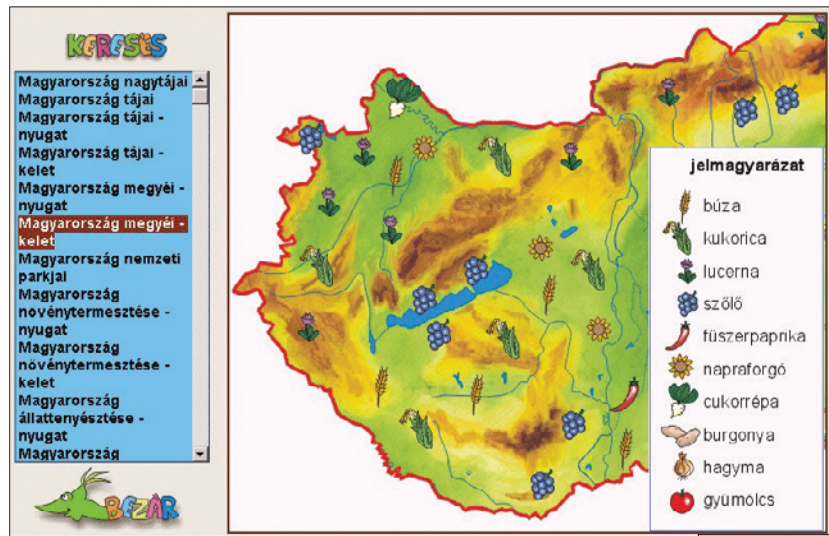 KERESÉS
Magyarország nagytájai
Magyarország tájai
Magyarország tájai -
nyugat
Magyarország tájai -
kelet
Magyarország megyéi -
nyugat
Magyarország megyéi -
kelet
Magyarország nemzeti
parkjai
Magyarország
növénytermesztése -
nyugat
Magyarország
növénytermesztése -
kelet
Magyarország
állattenyésztése -
nyugat
Magyarország
BEZÁR
jelmagyarázat
búza
kukorica
lucerna
szőlő
fűszerpaprika
napraforgó
cukorrépa
burgonya
hagyma
gyümölcs